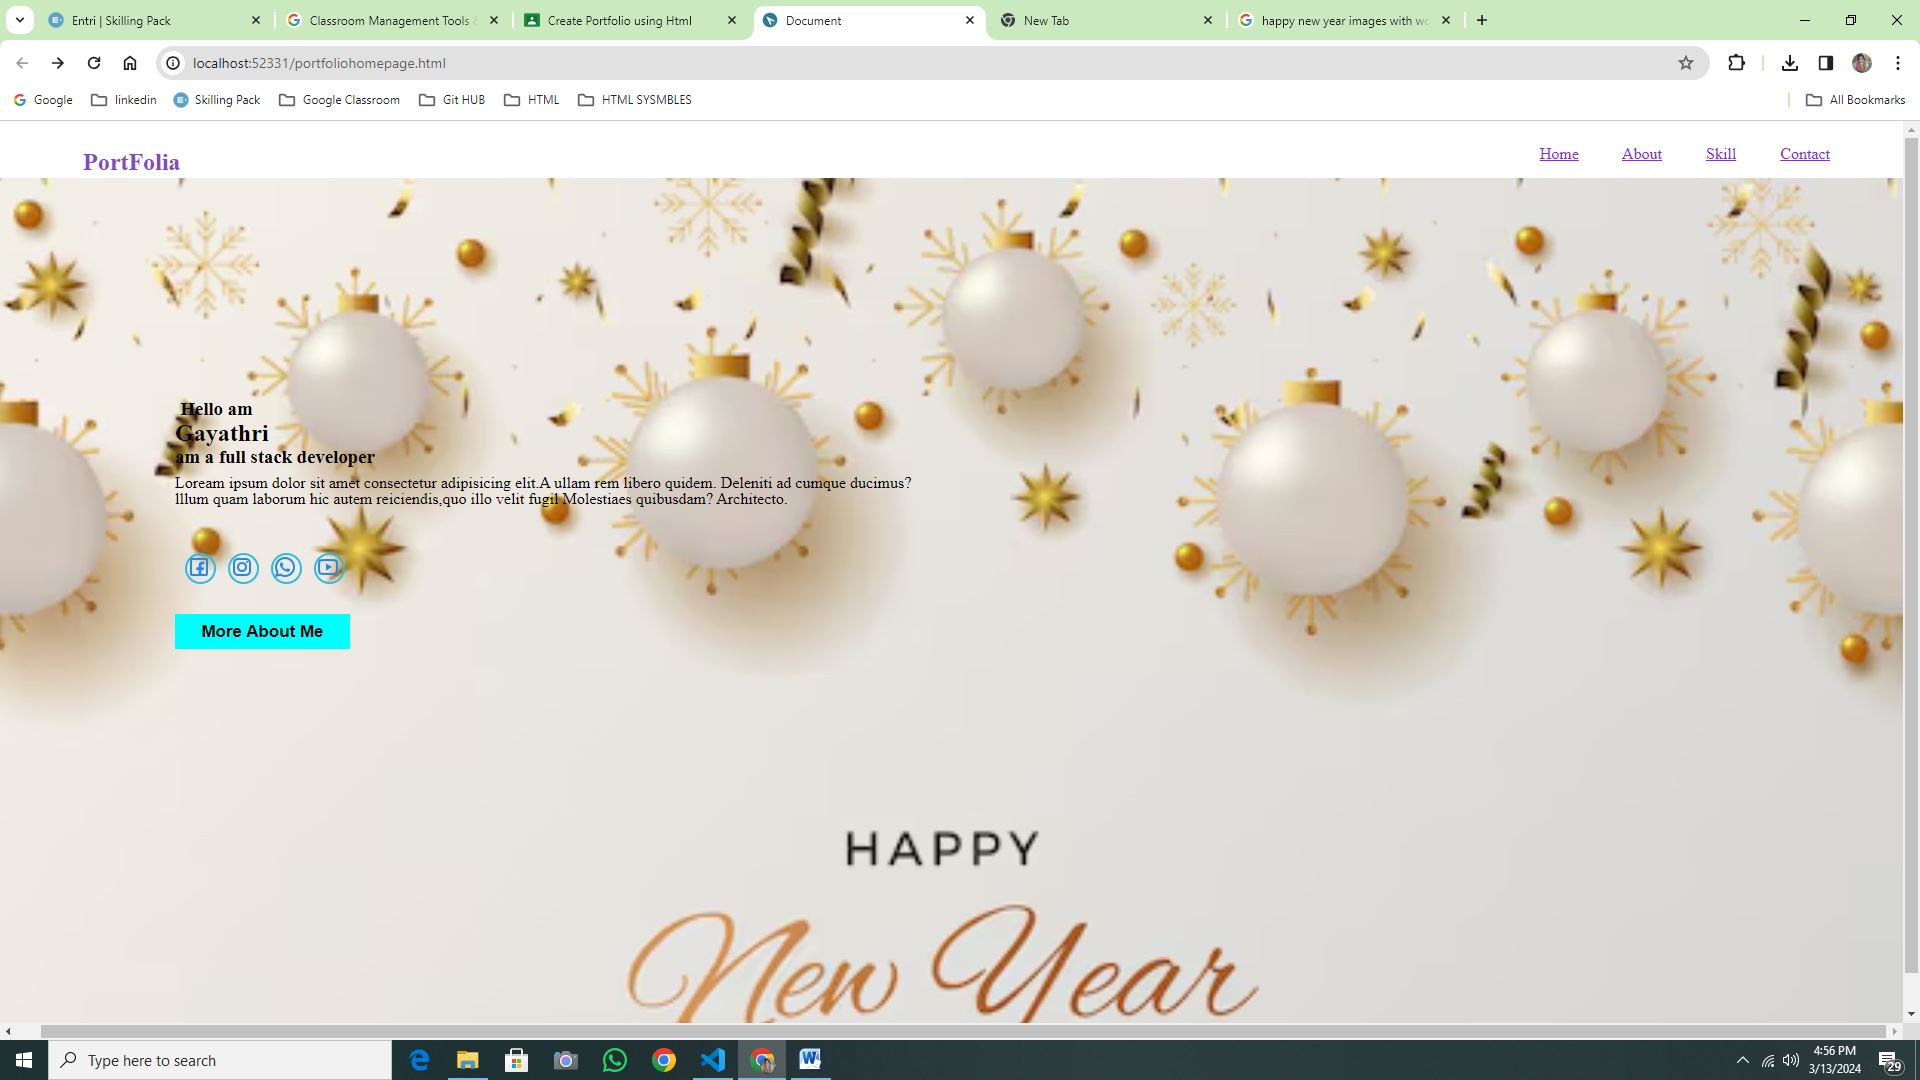 Entri | Skilling Pack
Classroom Management Tools &
Create Portfolio using Html
Document
New Tab
happy new year images with wo
localhost:52331/portfoliohomepage.html
Google
linkedin
Skilling Pack
Google Classroom
Git HUB
HTML
HTML SYSMBLES
All Bookmarks
PortFolia
Home
About
Skill
Contact
Hello am
Gayathri
am a full stack developer
Loream ipsum dolor sit amet consectetur adipisicing elit.A ullam rem libero quidem. Deleniti ad cumque ducimus?
lllum quam laborum hic autem reiciendis,quo illo velit fugil Molestiaes quibusdam? Architecto.
More About Me
HAPPY
New Year
Type here to search
4:56 PM
3/13/2024
29